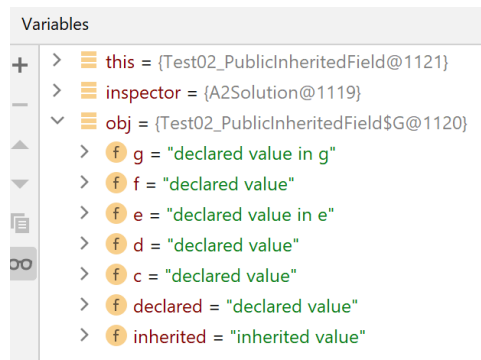 Variables
this = {Test02_PublicInheritedField@1121}
inspector = {A2Solution@1119}
obj = {Test02_PublicInheritedField$G@1120}
f g = "declared value in g"
f f = "declared value"
f e = "declared value in e"
f d = "declared value"
f c = "declared value"
f declared = "declared value"
f inherited = "inherited value"